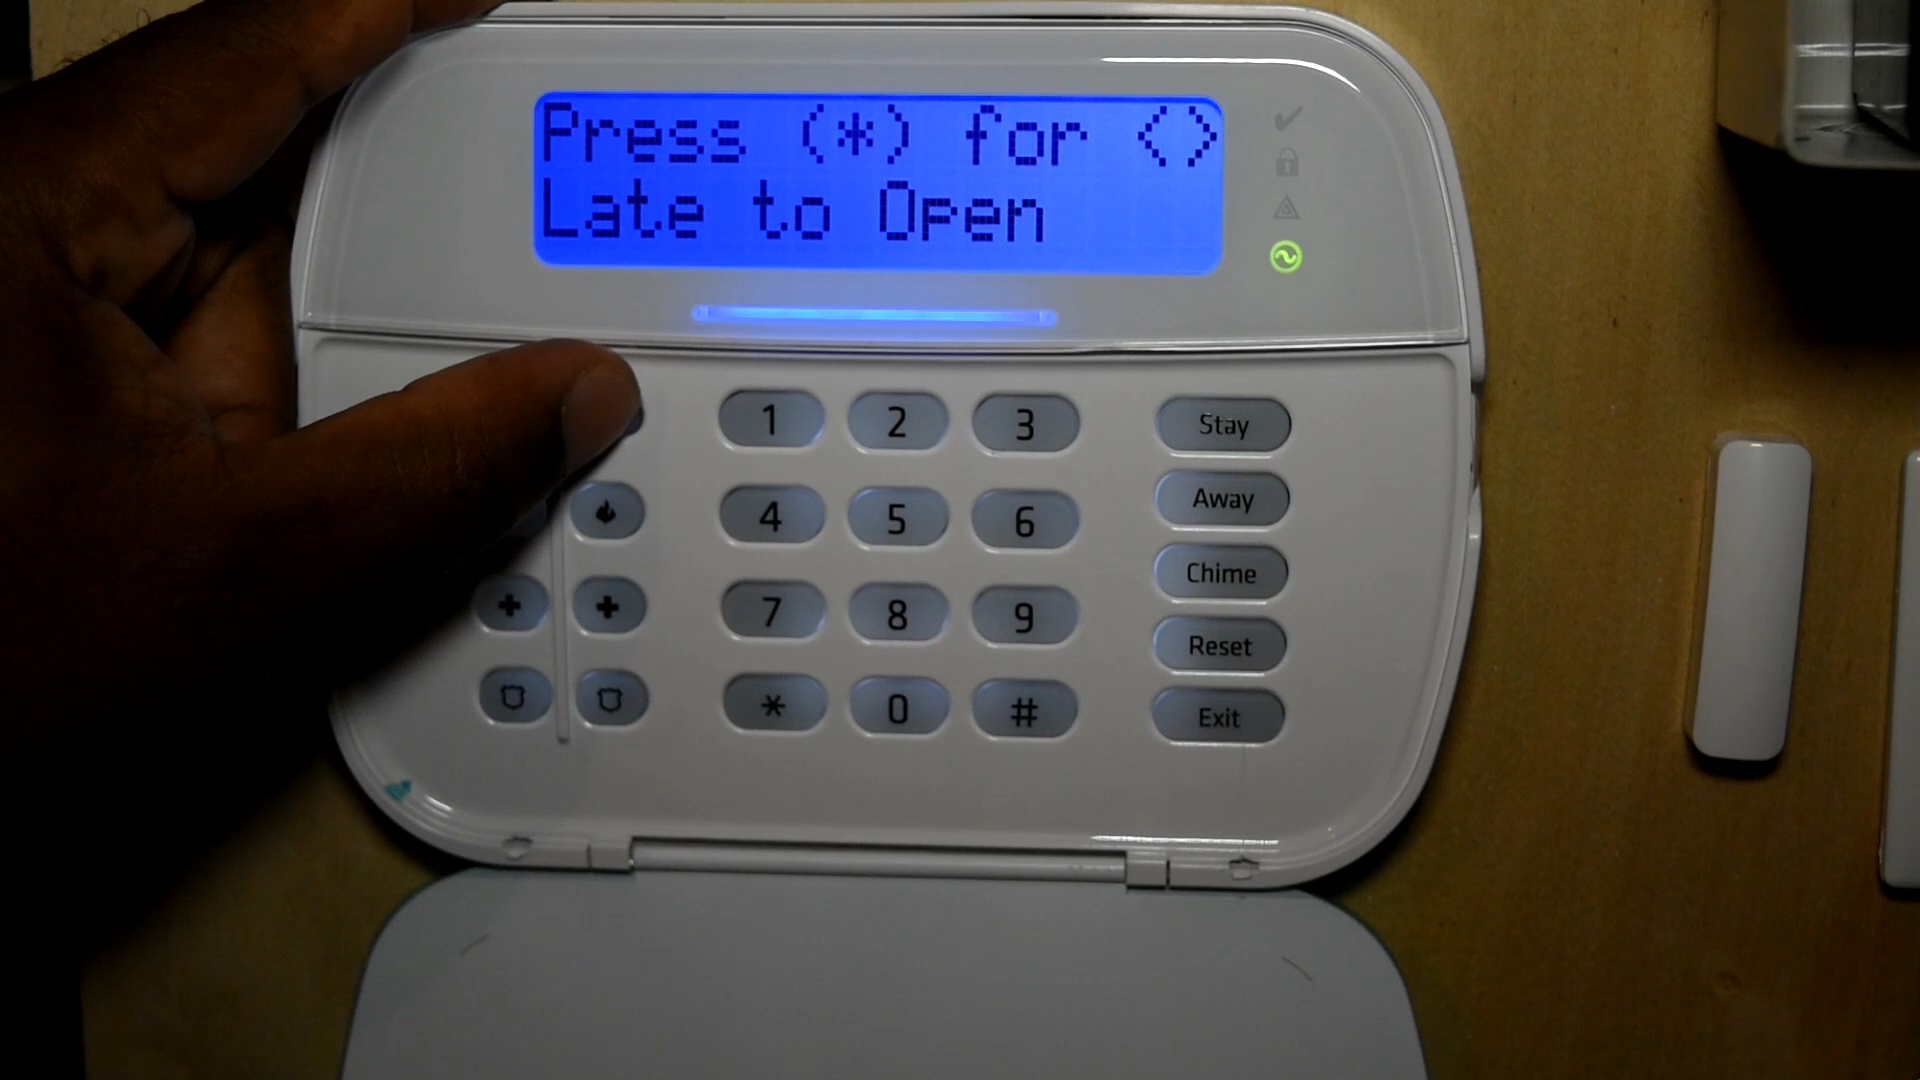 Press (*) for <>
Late to Open
1 2 3 Stay
4 5 6 Away
7 8 9 Chime
Reset
* 0 # Exit